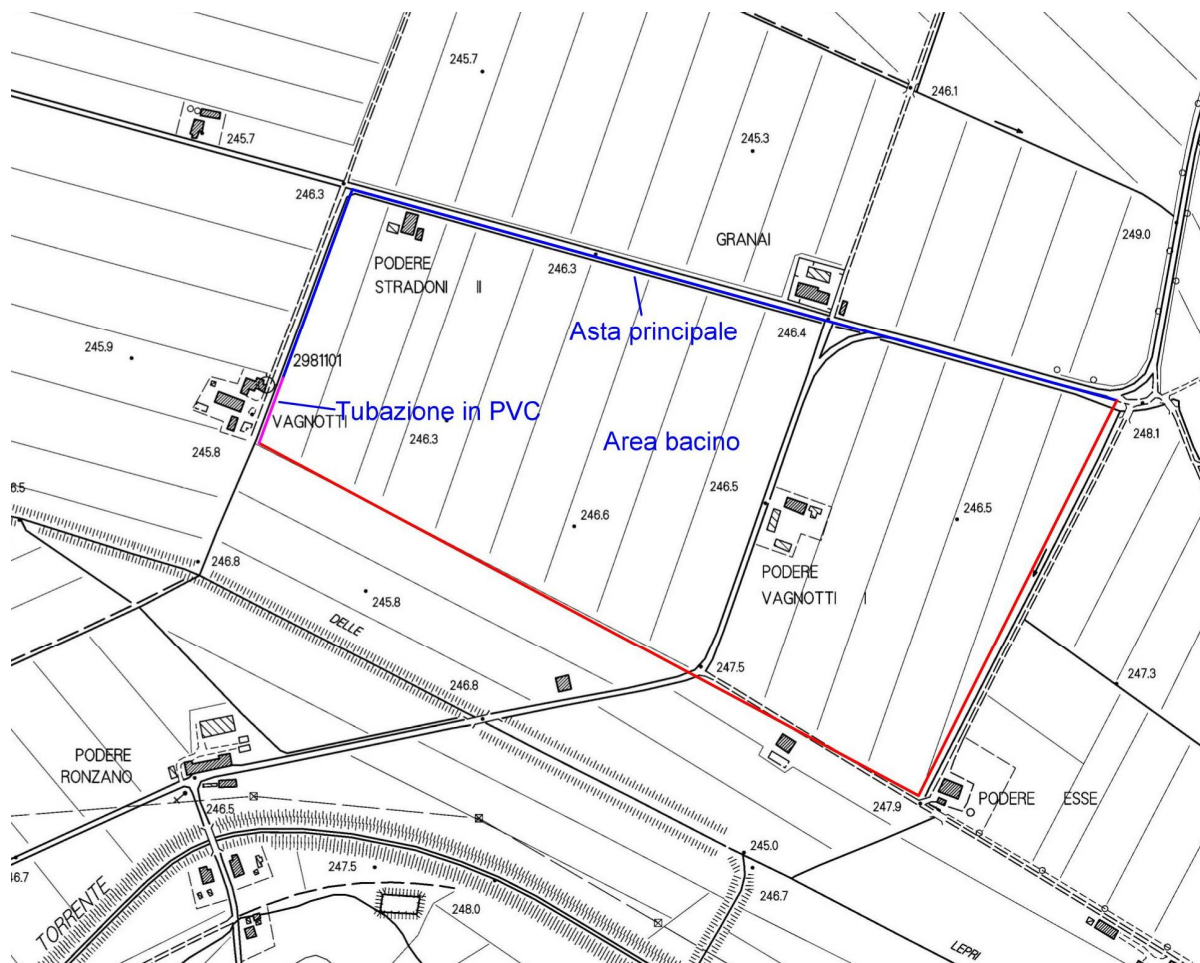 245.7
246.1
245.7
245.3
246.3
249.0
GRANAI
PODERE
STRADONI II
246.3
246.4
Asta principale
245.9
2981101
248.1
Tubazione in PVC
VAGNOTTI
246.3
Area bacino
245.8
246.5
246.5
6.5
246.6
246.8
PODERE
VAGNOTTI I
245.8
DELLE
247.5
247.3
246.8
PODERE
RONZANO
PODERE ESSE
247.9
246.5
245.0
247.5
246.7
6.7
248.0
TORRENTE
LEPRI